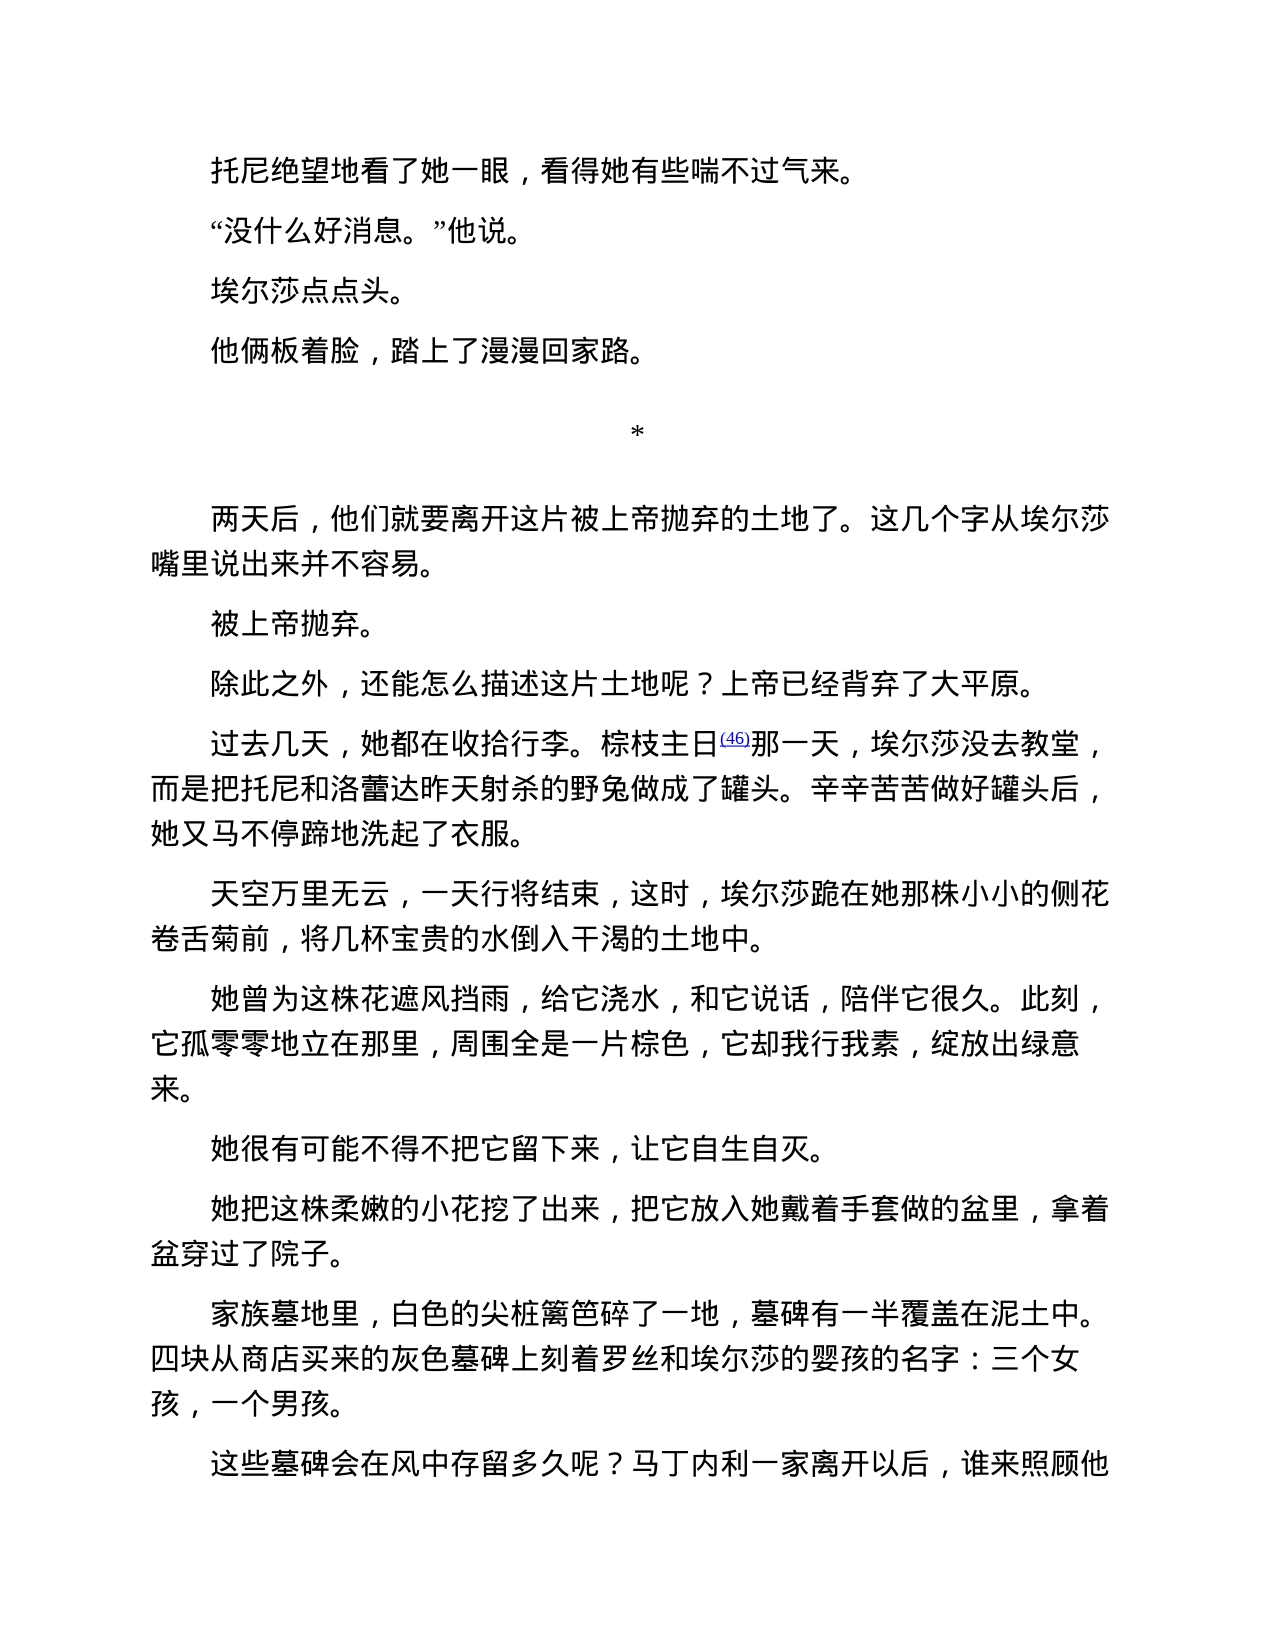 托尼绝望地看了她一眼，看得她有些喘不过气来。
“没什么好消息。”他说。
埃尔莎点点头。
他俩板着脸，踏上了漫漫回家路。
*
两天后，他们就要离开这片被上帝抛弃的土地了。这几个字从埃尔莎
嘴里说出来并不容易。
被上帝抛弃。
除此之外，还能怎么描述这片土地呢？上帝已经背弃了大平原。
过去几天，她都在收拾行李。棕枝主日(46)那一天，埃尔莎没去教堂，
而是把托尼和洛蕾达昨天射杀的野兔做成了罐头。辛辛苦苦做好罐头后，
她又马不停蹄地洗起了衣服。
天空万里无云，一天行将结束，这时，埃尔莎跪在她那株小小的侧花
卷舌菊前，将几杯宝贵的水倒入干渴的土地中。
她曾为这株花遮风挡雨，给它浇水，和它说话，陪伴它很久。此刻，
它孤零零地立在那里，周围全是一片棕色，它却我行我素，绽放出绿意
来。
她很有可能不得不把它留下来，让它自生自灭。
她把这株柔嫩的小花挖了出来，把它放入她戴着手套做的盆里，拿着
盆穿过了院子。
家族墓地里，白色的尖桩篱笆碎了一地，墓碑有一半覆盖在泥土中。
四块从商店买来的灰色墓碑上刻着罗丝和埃尔莎的婴孩的名字：三个女
孩，一个男孩。
这些墓碑会在风中存留多久呢？马丁内利一家离开以后，谁来照顾他